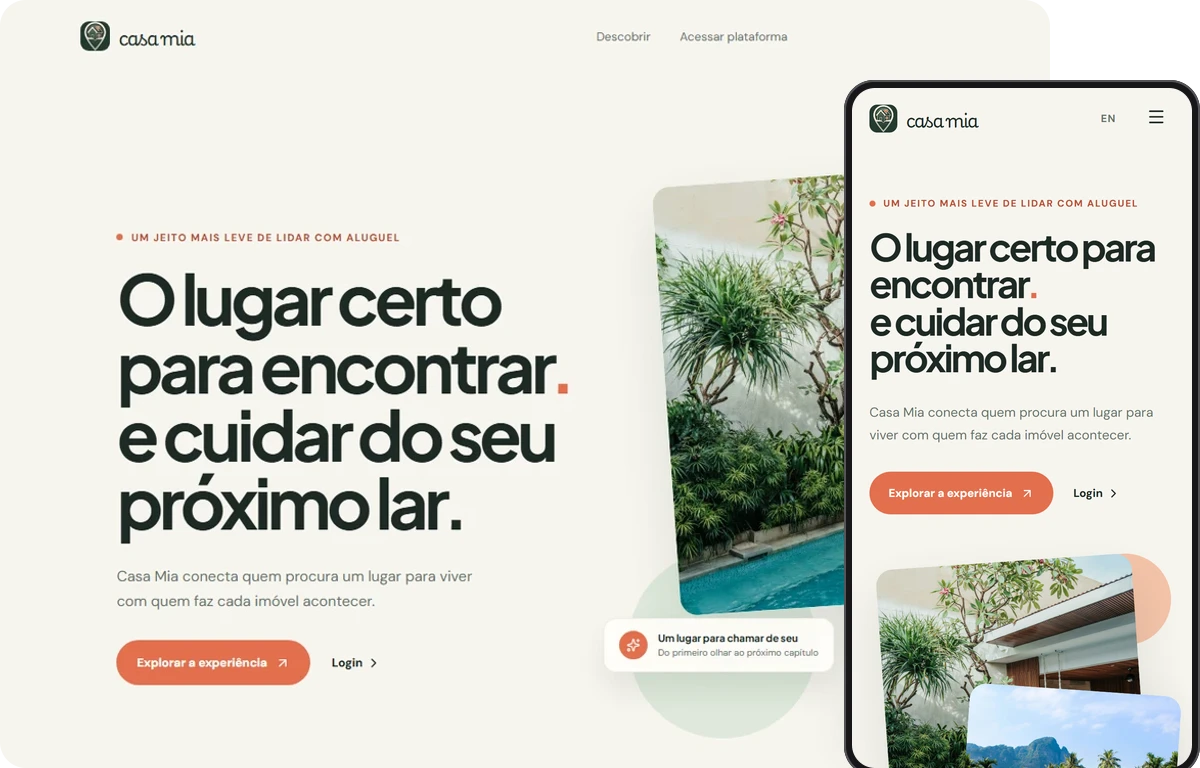 casa mia
Descobrir
Acessar plataforma
UM JEITO MAIS LEVE DE LIDAR COM ALUGUEL
O lugar certo
para encontrar.
e cuidar do seu
próximo lar.
Casa Mia conecta quem procura um lugar para viver
com quem faz cada imóvel acontecer.
Explorar a experiência
Login
Um lugar para chamar de seu
Do primeiro olhar ao próximo capítulo
casa mia
EN
UM JEITO MAIS LEVE DE LIDAR COM ALUGUEL
O lugar certo para
encontrar.
e cuidar do seu
próximo lar.
Casa Mia conecta quem procura um lugar para
viver com quem faz cada imóvel acontecer.
Explorar a experiência
Login